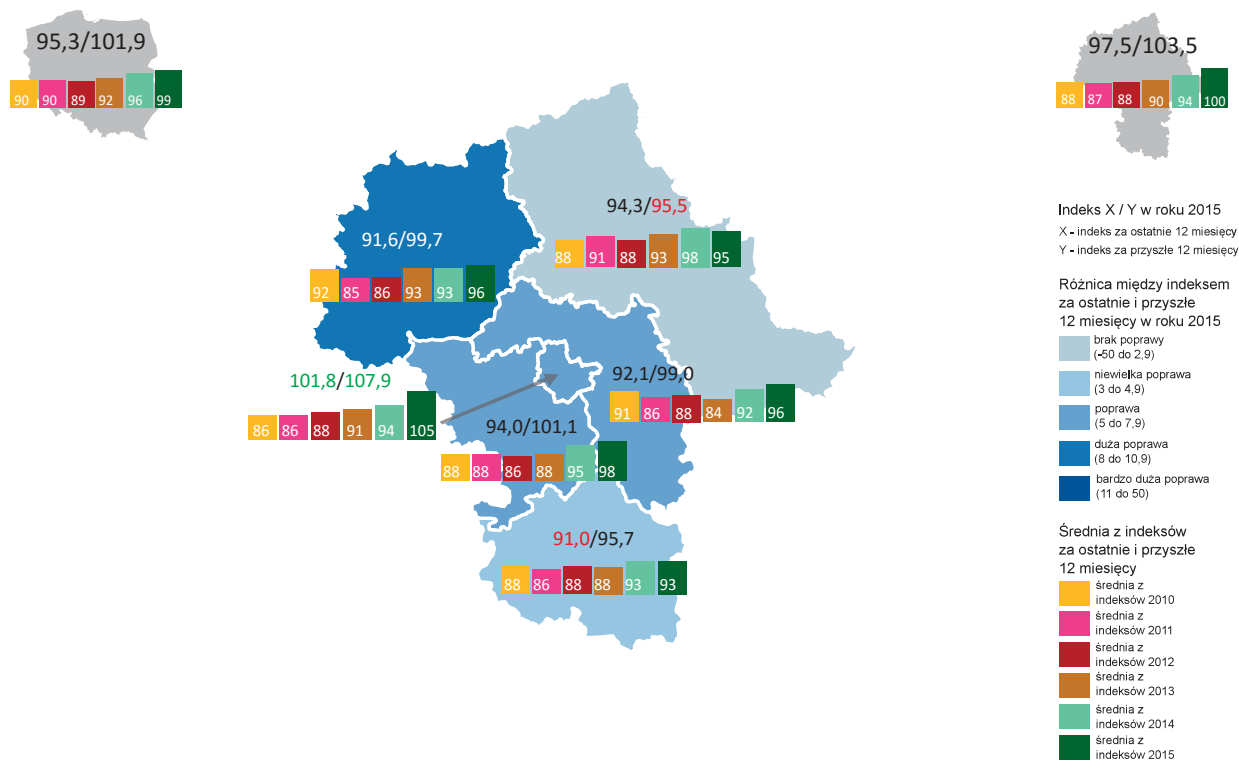 95,3/101,9
90 90 89 92 96 99
97,5/103,5
88 87 88 90 94 100
94,3/95,5
88 91 88 93 98 95
91,6/99,7
92 85 86 93 93 96
101,8/107,9
86 86 88 91 94 105
92,1/99,0
91 86 88 84 92 96
94,0/101,1
88 88 86 88 95 98
91,0/95,7
88 86 88 88 93 93
Indeks X / Y w roku 2015
X - indeks za ostatnie 12 miesięcy
Y - indeks za przyszłe 12 miesięcy
Różnica między indeksem
za ostatnie i przyszłe
12 miesięcy w roku 2015
brak poprawy
(-50 do 2,9)
niewielka poprawa
(3 do 4,9)
poprawa
(5 do 7,9)
duża poprawa
(8 do 10,9)
bardzo duża poprawa
(11 do 50)
Średnia z indeksów
za ostatnie i przyszłe
12 miesięcy
średnia z
indeksów 2010
średnia z
indeksów 2011
średnia z
indeksów 2012
średnia z
indeksów 2013
średnia z
indeksów 2014
średnia z
indeksów 2015